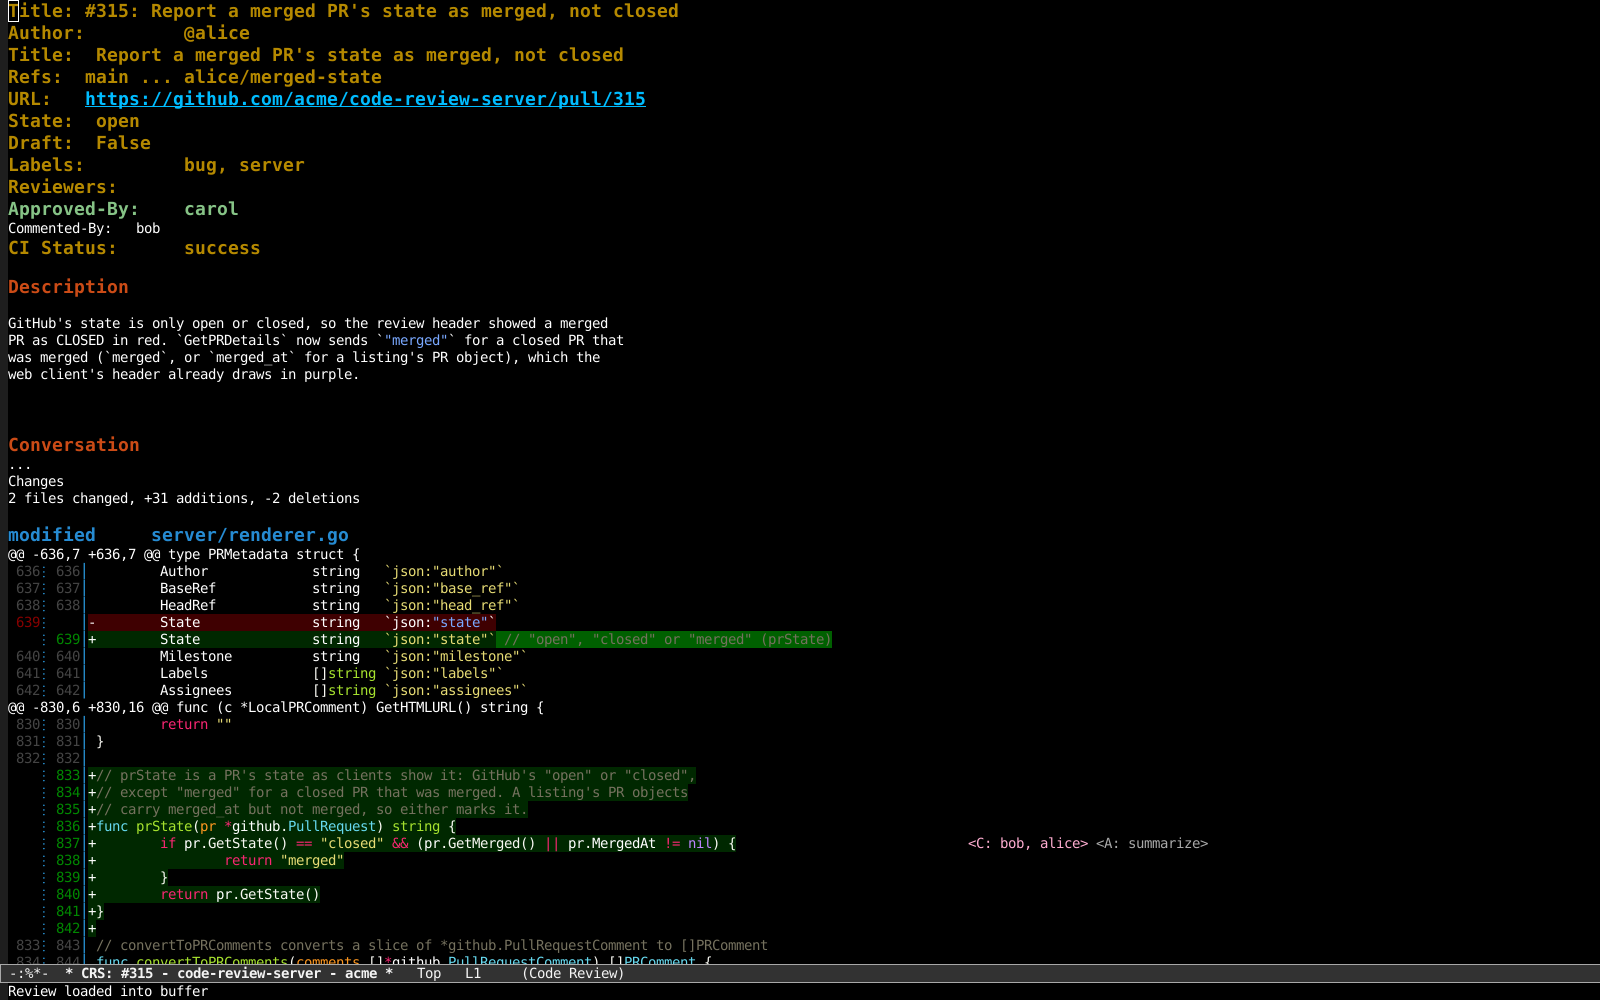 Title: #315: Report a merged PR's state as merged, not closed
Author: @alice
Title: Report a merged PR's state as merged, not closed
Refs: main ... alice/merged-state
URL: https://github.com/acme/code-review-server/pull/315
State: open
Draft: False
Labels: bug, server
Reviewers:
Approved-By: carol
Commented-By: bob
CI Status: success
Description
GitHub's state is only open or closed, so the review header showed a merged
PR as CLOSED in red. `GetPRDetails` now sends `"merged"` for a closed PR that
was merged (`merged`, or `merged_at` for a listing's PR object), which the
web client's header already draws in purple.
Conversation
...
Changes
2 files changed, +31 additions, -2 deletions
modified server/renderer.go
@@ -636,7 +636,7 @@ type PRMetadata struct {
636: 636 Author string `json:"author"`
637: 637 BaseRef string `json:"base_ref"`
638: 638 HeadRef string `json:"head_ref"`
639: - State string `json:"state"`
: 639 + State string `json:"state"` // "open", "closed" or "merged" (prState)
640: 640 Milestone string `json:"milestone"`
641: 641 Labels []string `json:"labels"`
642: 642 Assignees []string `json:"assignees"`
@@ -830,6 +830,16 @@ func (c *LocalPRComment) GetHTMLURL() string {
830: 830 return ""
831: 831 }
832: 832
: 833 +// prState is a PR's state as clients show it: GitHub's "open" or "closed",
: 834 +// except "merged" for a closed PR that was merged. A listing's PR objects
: 835 +// carry merged_at but not merged, so either marks it.
: 836 +func prState(pr *github.PullRequest) string {
: 837 + if pr.GetState() == "closed" && (pr.GetMerged() || pr.MergedAt != nil) { <C: bob, alice> <A: summarize>
: 838 + return "merged"
: 839 + }
: 840 + return pr.GetState()
: 841 +}
: 842 +
833: 843 // convertToPRComments converts a slice of *github.PullRequestComment to []PRComment
834: 844 func convertToPRComments(comments []*github.PullRequestComment) []PRComment {
-:%*- * CRS: #315 - code-review-server - acme * Top L1 (Code Review)
Review loaded into buffer